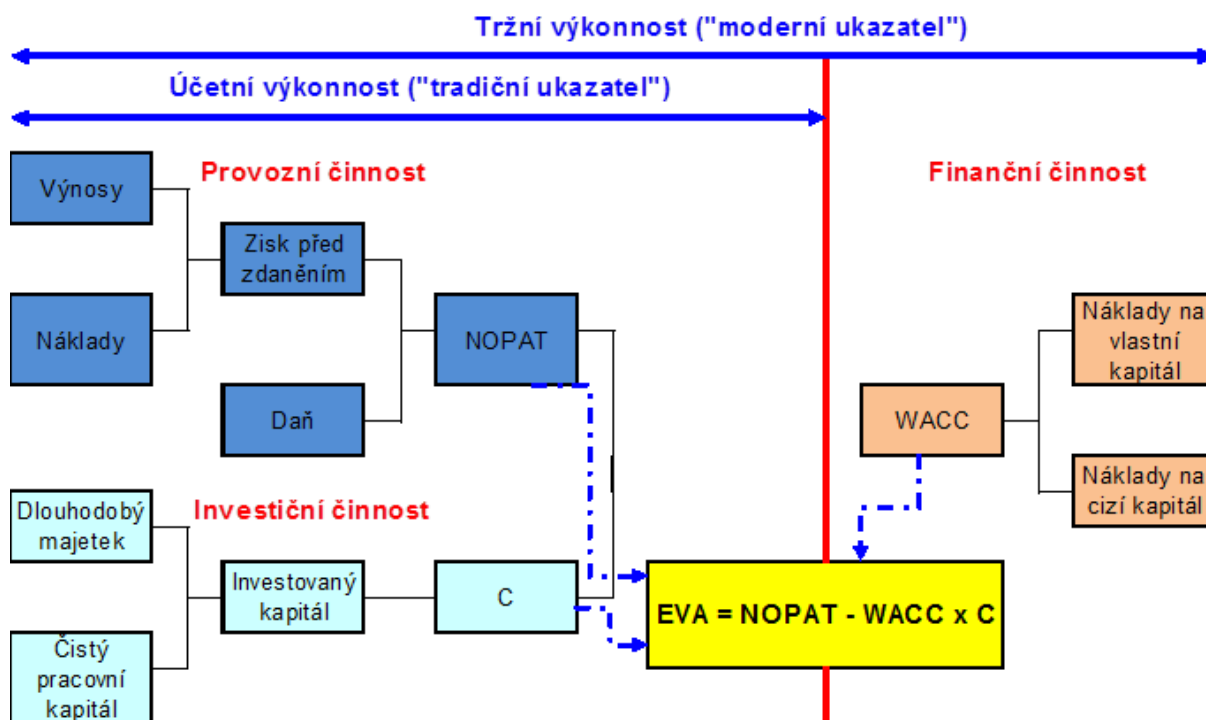 Tržní výkonnost ("moderní ukazatel")
Účetní výkonnost ("tradiční ukazatel")
Provozní činnost
Finanční činnost
Výnosy
Zisk před
zdaněním
Náklady
NOPAT
Daň
Náklady na
vlastní
kapitál
WACC
Náklady na
cizí kapitál
Investiční činnost
Dlouhodobý
majetek
Investovaný
kapitál
C
EVA = NOPAT - WACC x C
Čistý
pracovní
kapitál